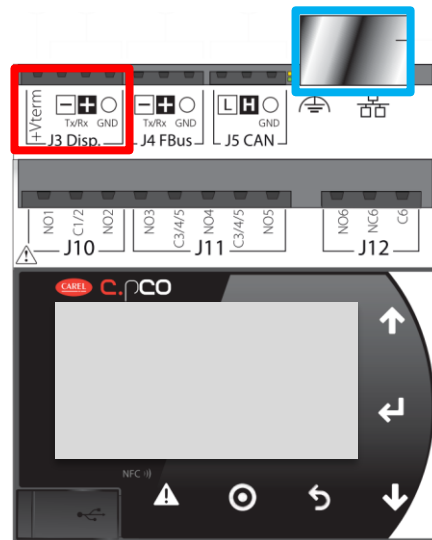 +Vterm
Tx/Rx GND
J3 Disp.
Tx/Rx GND
J4 FBus
L H
GND
J5 CAN
NO1 C1/2 NO2
J10
NO3 C3/4/5 NO4 C3/4/5 NO5
J11
NO6 NC6 C6
J12
CAREL c.pCO
NFC